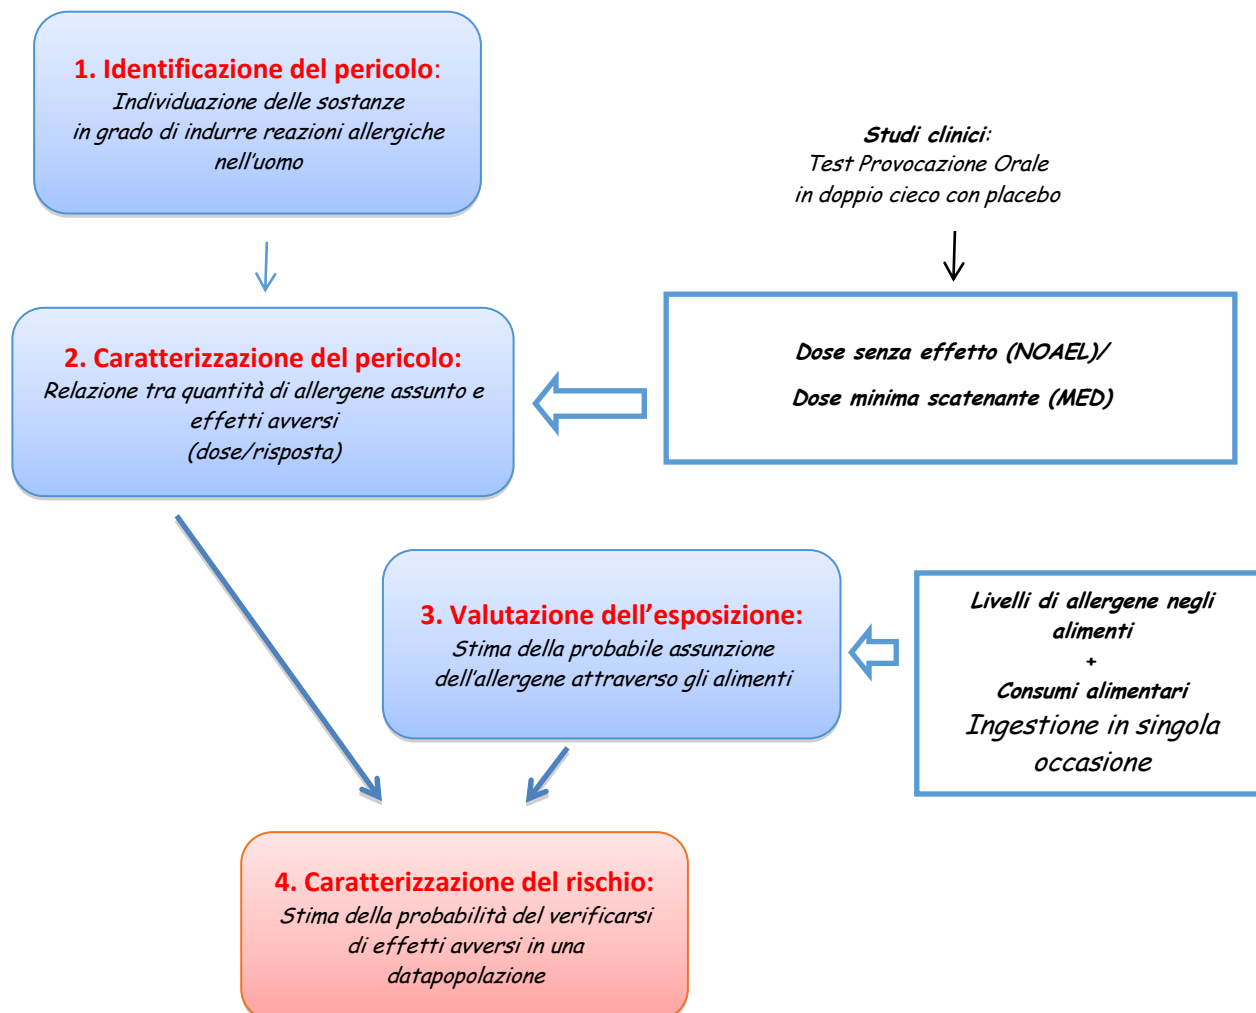 1. Identificazione del pericolo:
Individuazione delle sostanze
in grado di indurre reazioni allergiche
nell'uomo
Studi clinici:
Test Provocazione Orale
in doppio cieco con placebo
2. Caratterizzazione del pericolo:
Relazione tra quantità di allergene assunto e
effetti avversi
(dose/risposta)
Dose senza effetto (NOAEL)/
Dose minima scatenante (MED)
3. Valutazione dell'esposizione:
Stima della probabile assunzione
dell'allergene attraverso gli alimenti
Livelli di allergene negli
alimenti
+
Consumi alimentari
Ingestione in singola
occasione
4. Caratterizzazione del rischio:
Stima della probabilità del verificarsi
di effetti avversi in una
datapopolazione